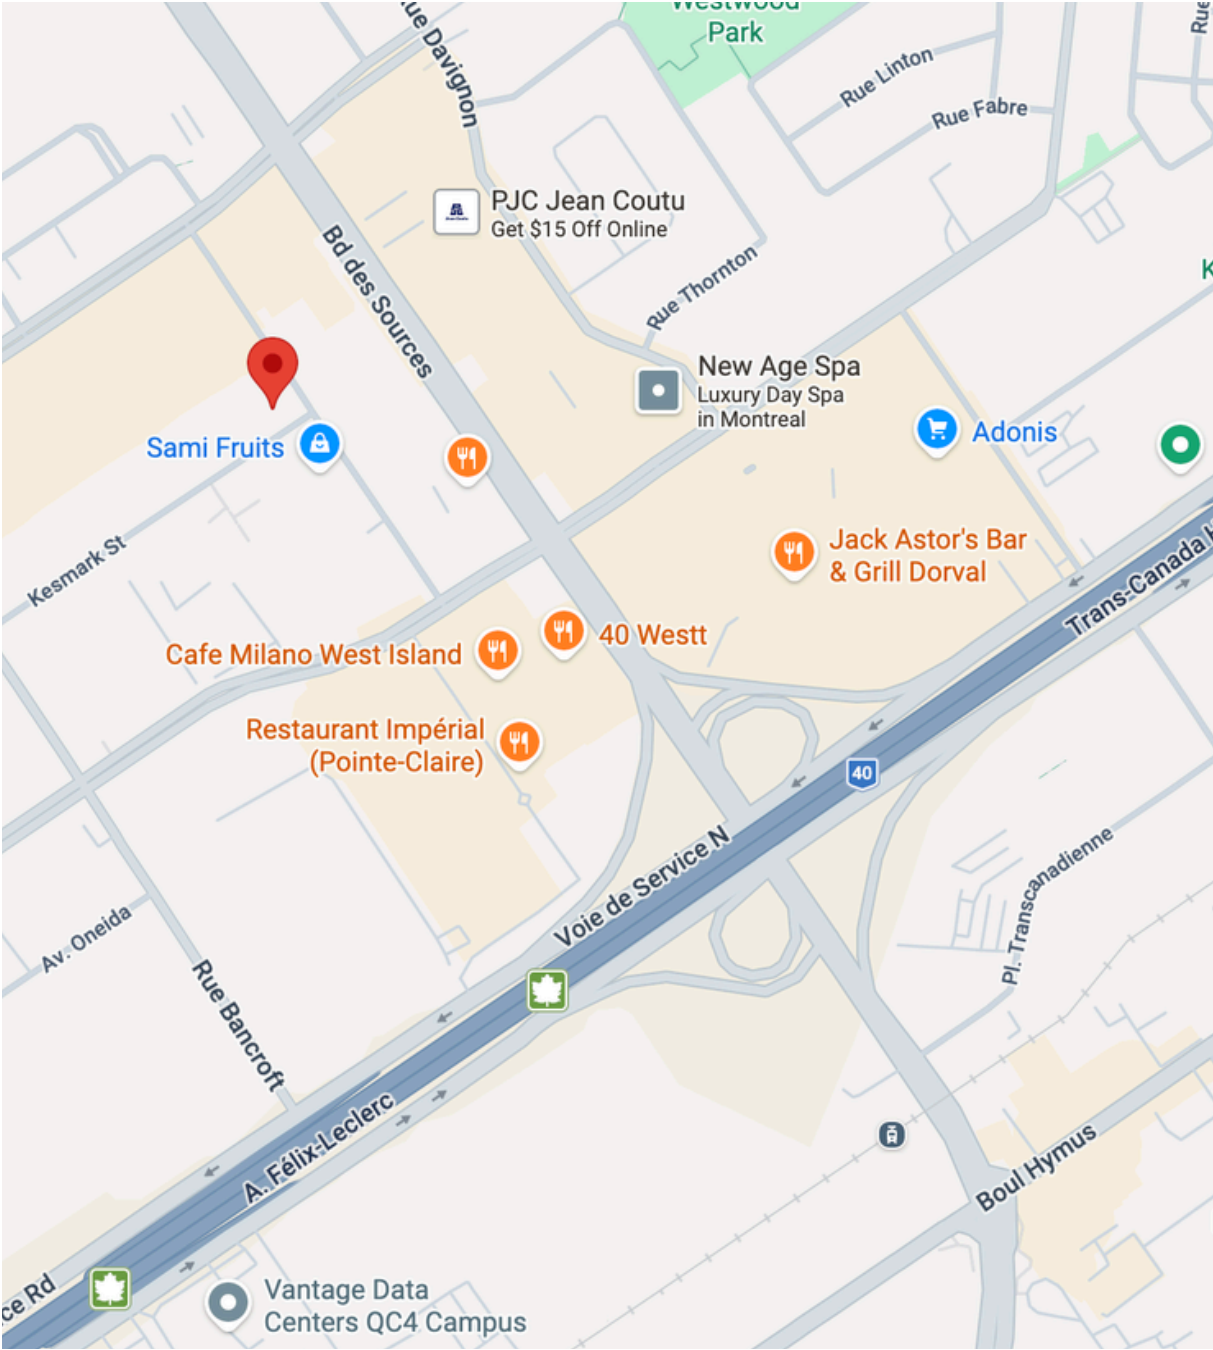 Westwood
Park
Rue Davignon
Rue Linton
Rue Fabre
Rue
PJC Jean Coutu
Get $15 Off Online
Bd des Sources
Rue Thornton
K
New Age Spa
Luxury Day Spa
in Montreal
Sami Fruits
Adonis
Kesmark St
Jack Astor's Bar
& Grill Dorval
Trans-Canada H
40 Westt
Cafe Milano West Island
Restaurant Impérial
(Pointe-Claire)
40
Voie de Service N
Pl. Transcanadienne
Av. Oneida
Rue Bancroft
A. Félix-Leclerc
Boul Hymus
ce Rd
Vantage Data
Centers QC4 Campus